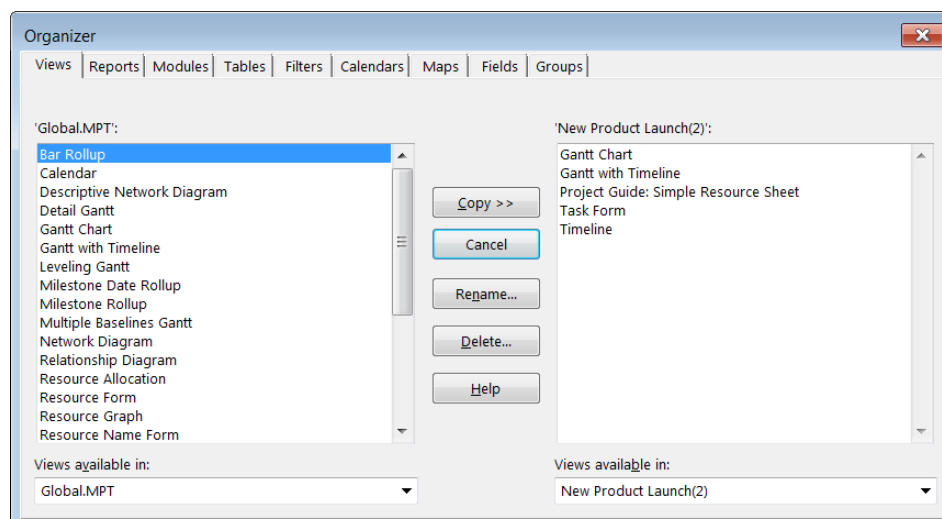 Organizer
Views Reports Modules Tables Filters Calendars Maps Fields Groups
'Global.MPT':
Bar Rollup
Calendar
Descriptive Network Diagram
Detail Gantt
Gantt Chart
Gantt with Timeline
Leveling Gantt
Milestone Date Rollup
Milestone Rollup
Multiple Baselines Gantt
Network Diagram
Relationship Diagram
Resource Allocation
Resource Form
Resource Graph
Resource Name Form
Views available in:
Global.MPT
Copy >>
Cancel
Rename...
Delete...
Help
'New Product Launch(2)':
Gantt Chart
Gantt with Timeline
Project Guide: Simple Resource Sheet
Task Form
Timeline
Views available in:
New Product Launch(2)